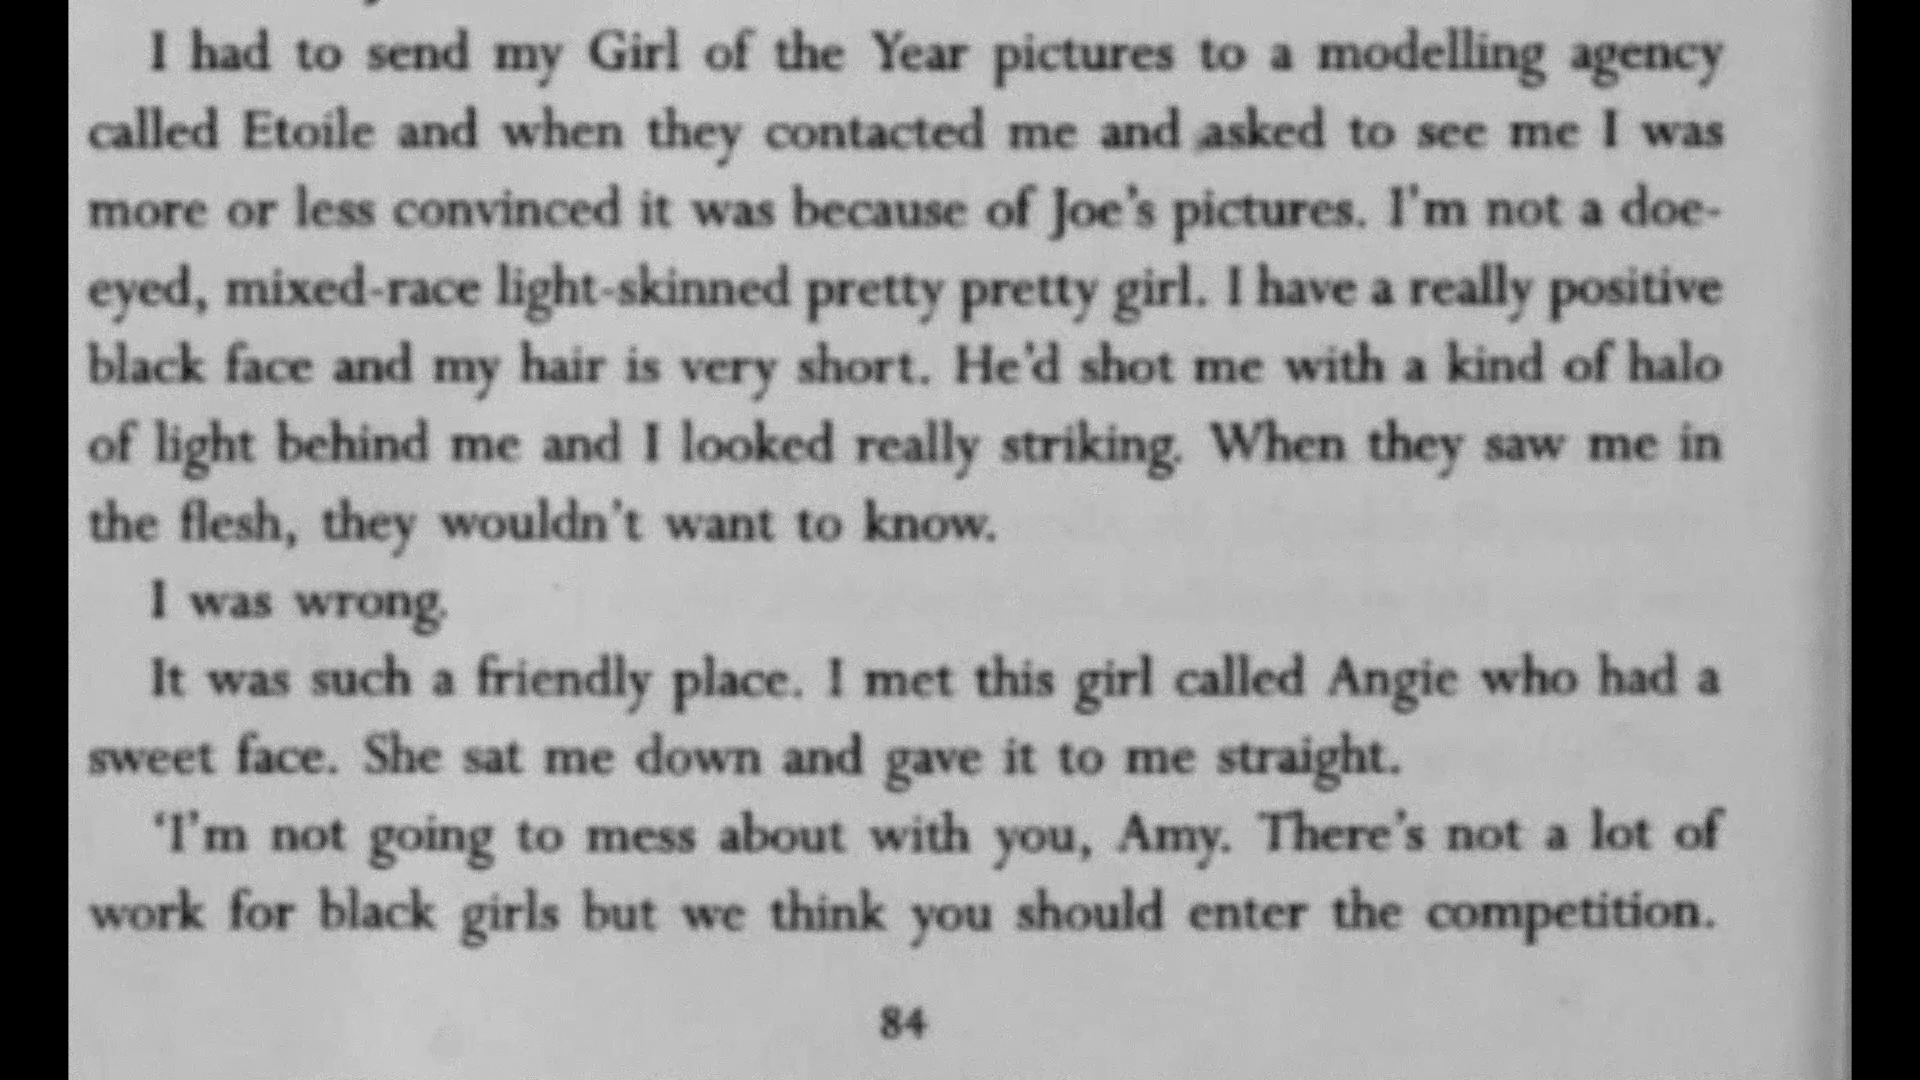 I had to send my Girl of the Year pictures to a modelling agency
called Etoile and when they contacted me and asked to see me I was
more or less convinced it was because of Joe's pictures. I'm not a doe-
eyed, mixed-race light-skinned pretty pretty girl. I have a really positive
black face and my hair is very short. He'd shot me with a kind of halo
of light behind me and I looked really striking. When they saw me in
the flesh, they wouldn't want to know.
I was wrong.
It was such a friendly place. I met this girl called Angie who had a
sweet face. She sat me down and gave it to me straight.
'I'm not going to mess about with you, Amy. There's not a lot of
work for black girls but we think you should enter the competition.
84